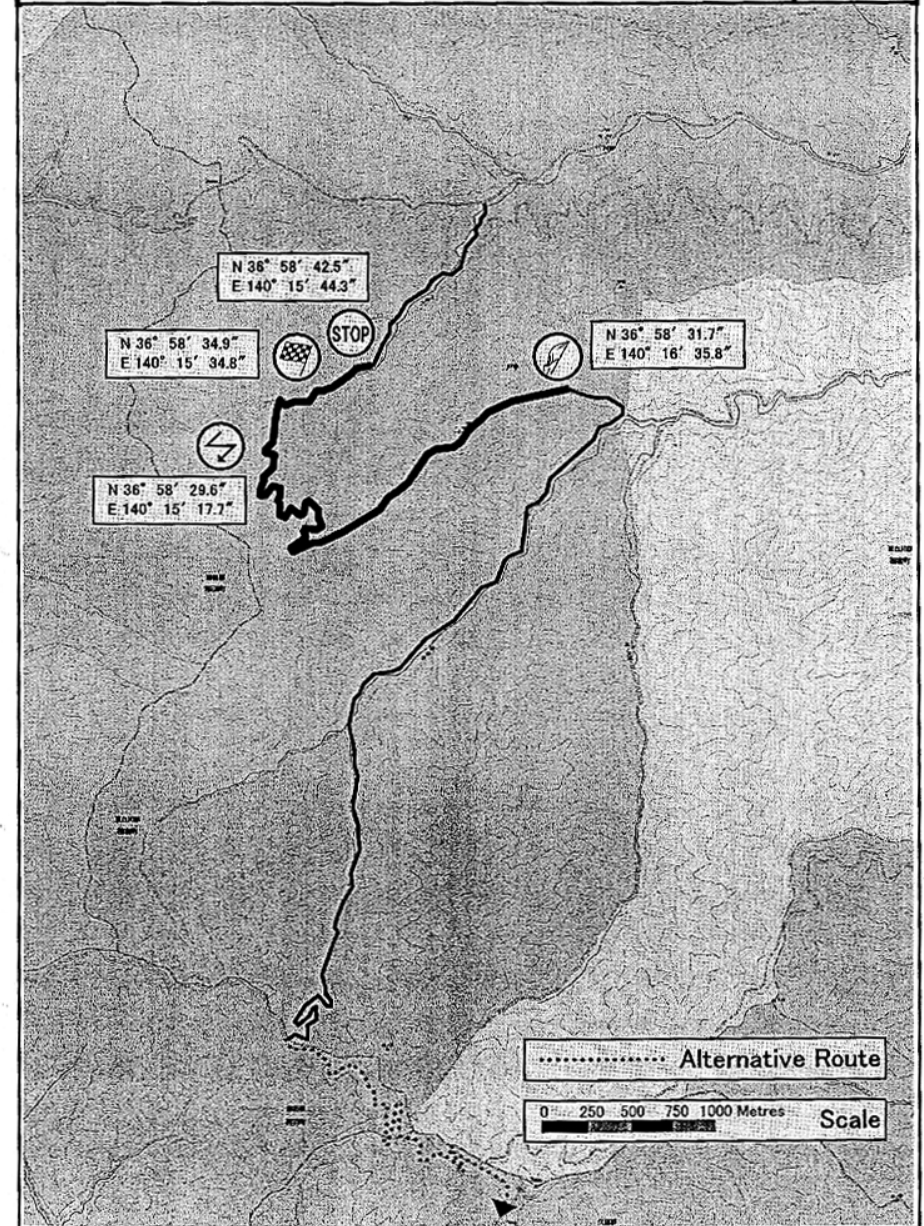 N 36° 58′ 42.5″
E 140° 15′ 44.3″
STOP
N 36° 58′ 34.9″
E 140° 15′ 34.8″
N 36° 58′ 31.7″
E 140° 16′ 35.8″
N 36° 58′ 29.6″
E 140° 15′ 17.7″
Alternative Route
0 250 500 750 1000 Metres
Scale